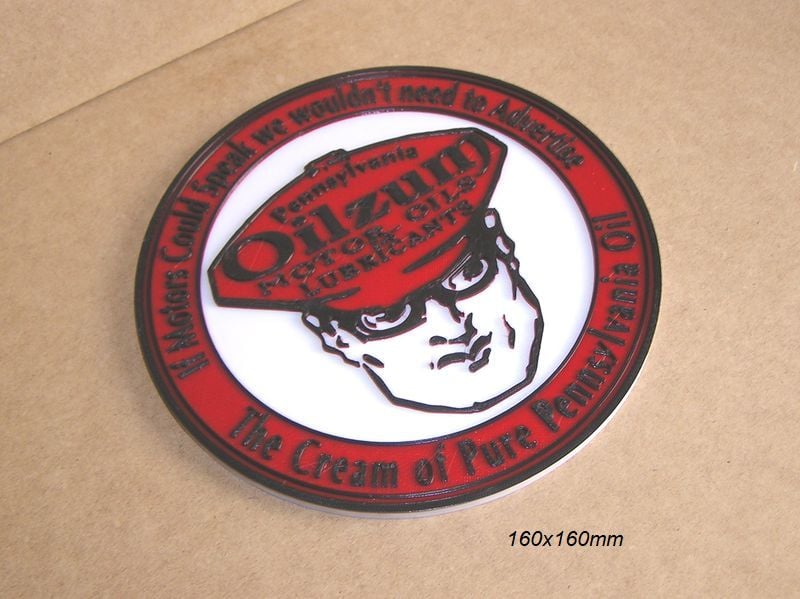 If Motors Could Speak we wouldn't need to Advertise
Pennsylvania
Oilzum
MOTOR OILS
LUBRICANTS
The Cream of Pure Pennsylvania Oil
160x160mm